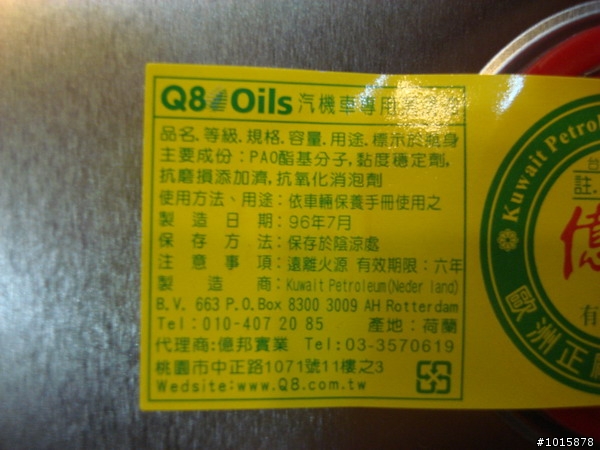 Q8 Oils 汽機車專用
品名.等級.規格.容量.用途.標示於瓶身
主要成份:PAO酯基分子,黏度穩定劑,
抗磨損添加濟,抗氧化消泡劑
使用方法、用途:依車輛保養手冊使用之
製造日期:96年7月
保存方法:保存於陰涼處
注意事項:遠離火源 有效期限:六年
製造商:Kuwait Petroleum(Neder land)
B.V. 663 P.O.Box 8300 3009 AH Rotterdam
Tel:010-407 20 85 產地:荷蘭
代理商:億邦實業 Tel:03-3570619
桃園市中正路1071號11樓之3
Wedsite:www.Q8.com.tw
Kuwait Petrol
台
註.
億
有
歐洲正
#1015878